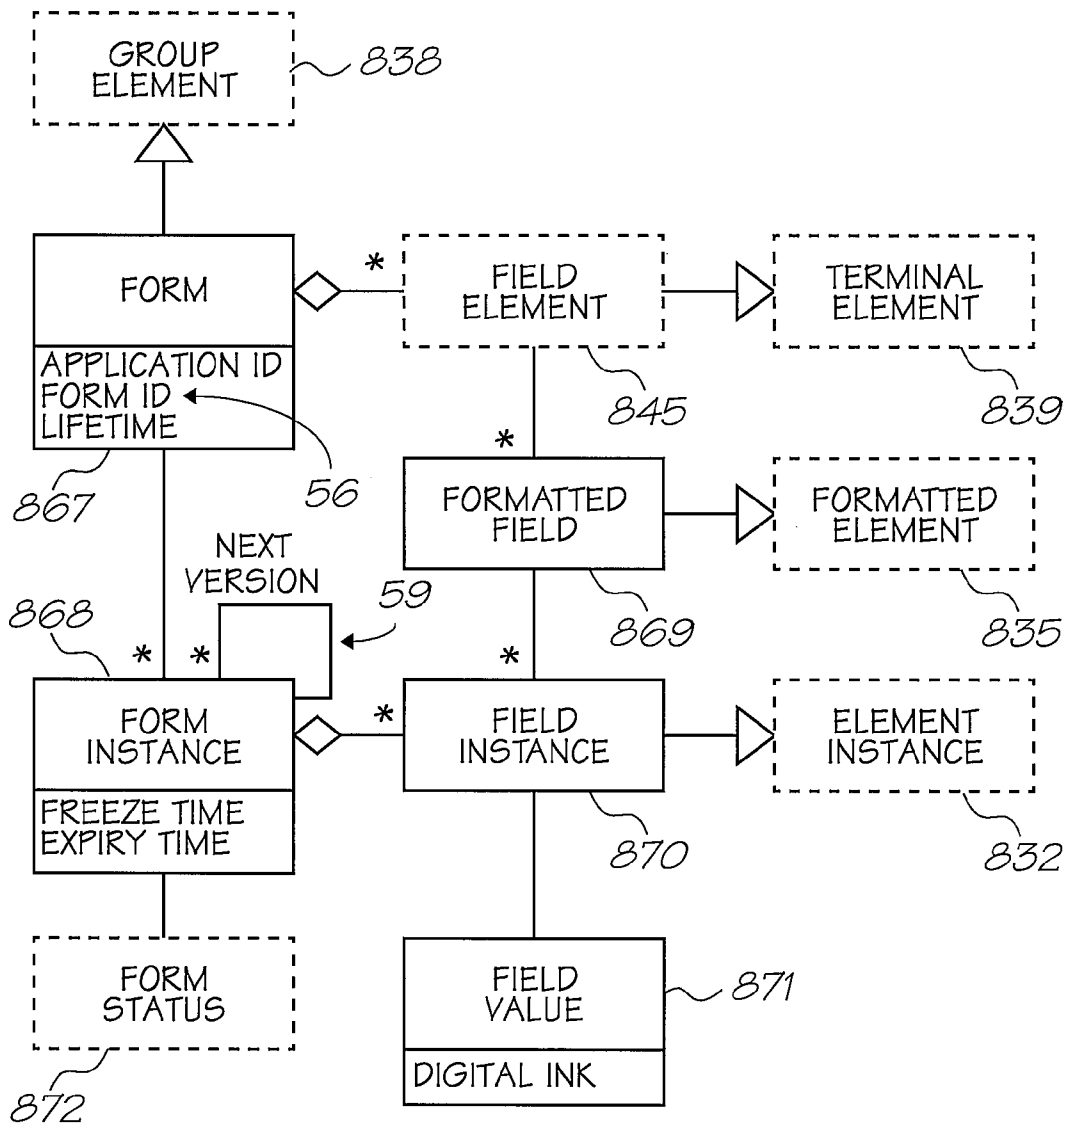 GROUP
ELEMENT
838
FORM
*
FIELD
ELEMENT
TERMINAL
ELEMENT
APPLICATION ID
FORM ID
LIFETIME
845
839
867
56
*
FORMATTED
FIELD
FORMATTED
ELEMENT
NEXT
VERSION
59
868
869
835
*
*
*
FORM
INSTANCE
*
FIELD
INSTANCE
ELEMENT
INSTANCE
FREEZE TIME
EXPIRY TIME
870
832
FORM
STATUS
FIELD
VALUE
871
DIGITAL INK
872